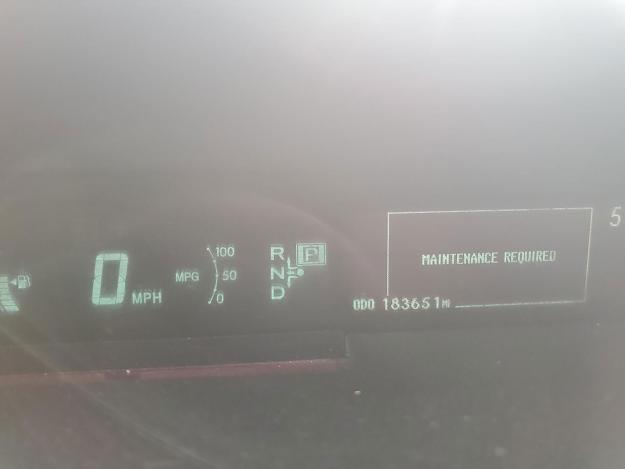 0 MPH
MPG
100
50
0
R P
N
D
MAINTENANCE REQUIRED
ODO 183651 MI
5